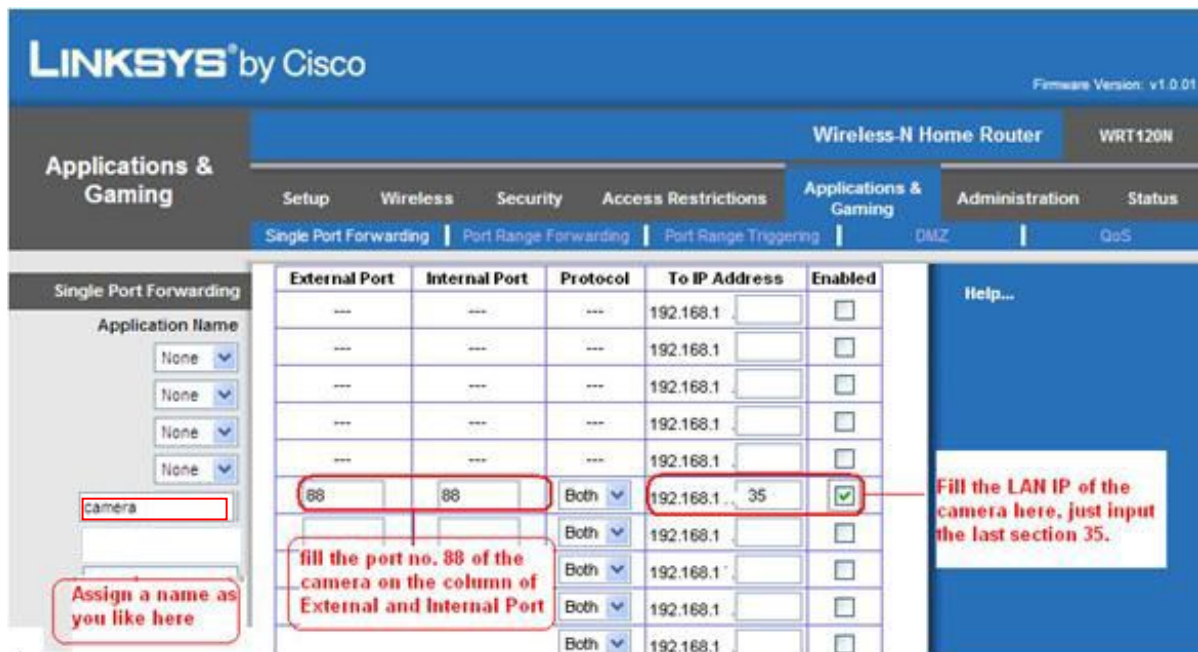 LINKSYS® by Cisco
Firmware Version: v1.0.01
Wireless-N Home Router WRT120N
Applications &
Gaming
Setup Wireless Security Access Restrictions Applications & Gaming Administration Status
Single Port Forwarding | Port Range Forwarding | Port Range Triggering | DMZ | QoS
Single Port Forwarding
External Port Internal Port Protocol To IP Address Enabled
Help...
Application Name
--- --- --- 192.168.1 .
None --- --- --- 192.168.1 .
None --- --- --- 192.168.1 .
None --- --- --- 192.168.1 .
None --- --- --- 192.168.1 .
camera 88 88 Both 192.168.1 . 35
Fill the LAN IP of the
camera here, just input
the last section 35.
Both 192.168.1 .
fill the port no. 88 of the
camera on the column of
External and Internal Port
Both 192.168.1 .
Assign a name as
you like here
Both 192.168.1 .
Both 192.168.1